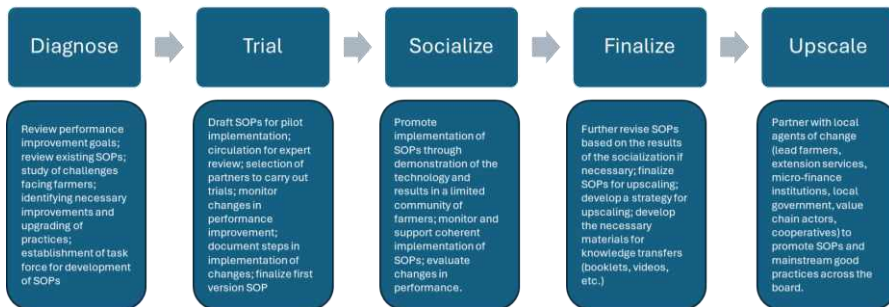 Diagnose
Trial
Socialize
Finalize
Upscale
Review performance
improvement goals;
review existing SOPs;
study of challenges
facing farmers;
identifying necessary
improvements and
upgrading of
practices;
establishment of task
force for development
of SOPs
Draft SOPs for pilot
implementation;
circulation for expert
review; selection of
partners to carry out
trials; monitor
changes in
performance
improvement;
document steps in
implementation of
changes; finalize first
version SOP
Promote
implementation of
SOPs through
demonstration of the
technology and
results in a limited
community of
farmers; monitor and
support coherent
implementation of
SOPs; evaluate
changes in
performance.
Further revise SOPs
based on the results
of the socialization if
necessary; finalize
SOPs for upscaling;
develop a strategy for
upscaling; develop
the necessary
materials for
knowledge transfers
(booklets, videos,
etc.)
Partner with local
agents of change
(lead farmers,
extension services,
micro-finance
institutions, local
government, value
chain actors,
cooperatives) to
promote SOPs and
mainstream good
practices across the
board.